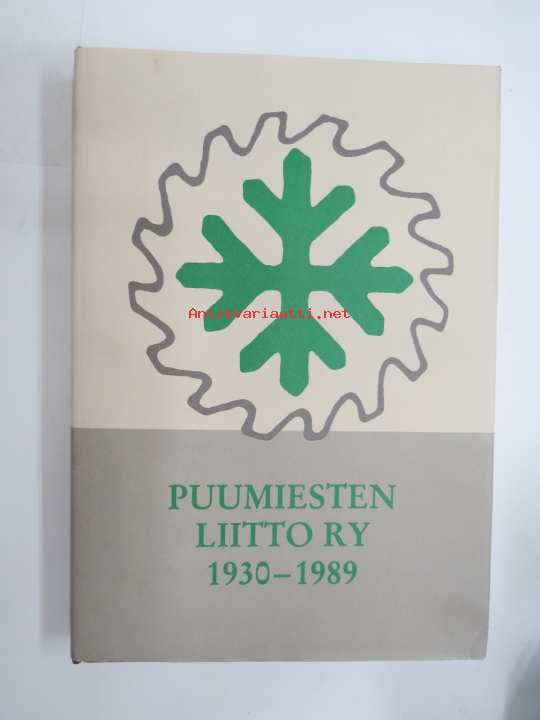 Antikvariaatti.net
PUUMIESTEN
LIITTO RY
1930–1989